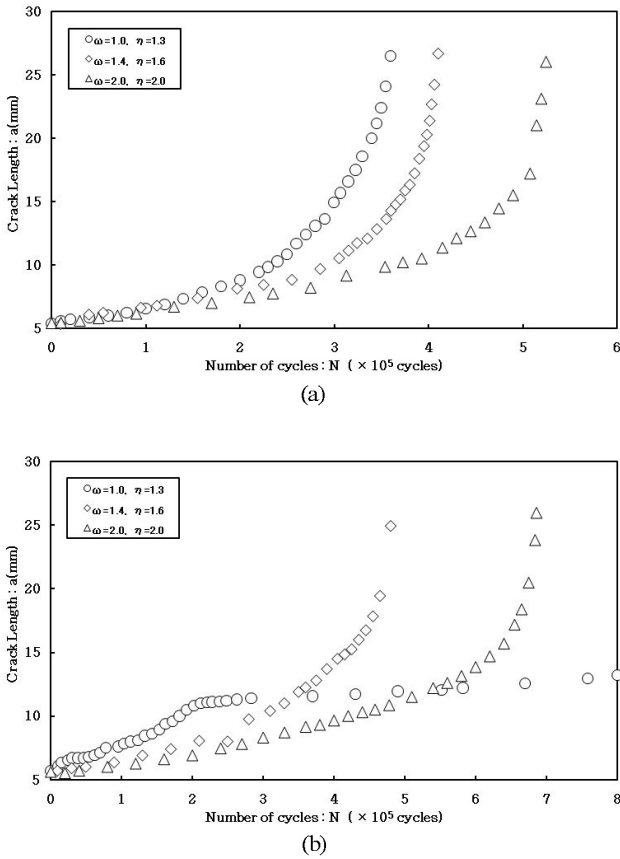 (a)
30
25
20
15
10
5
Crack Length : a(mm)
ω=1.0, η=1.3
ω=1.4, η=1.6
ω=2.0, η=2.0
0 1 2 3 4 5 6
Number of cycles : N ( × 10⁵ cycles)
(a)
30
25
20
15
10
5
Crack Length : a(mm)
ω=1.0, η=1.3
ω=1.4, η=1.6
ω=2.0, η=2.0
0 1 2 3 4 5 6 7 8
Number of cycles : N ( × 10⁵ cycles)
(b)